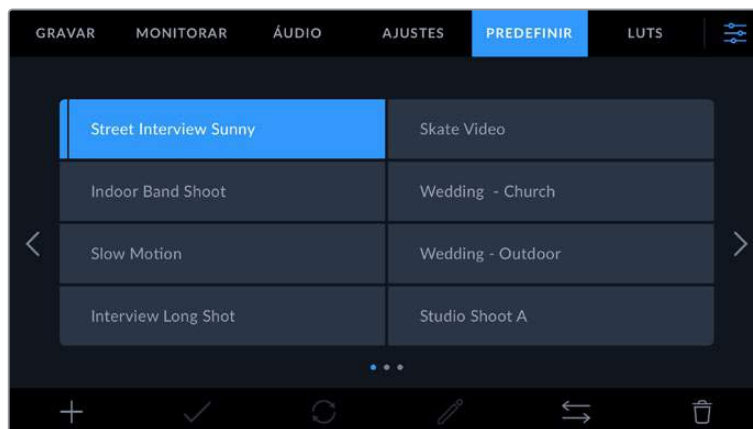 GRAVAR MONITORAR ÁUDIO AJUSTES PREDEFINIR LUTS
Street Interview Sunny Skate Video
Indoor Band Shoot Wedding - Church
Slow Motion Wedding - Outdoor
Interview Long Shot Studio Shoot A